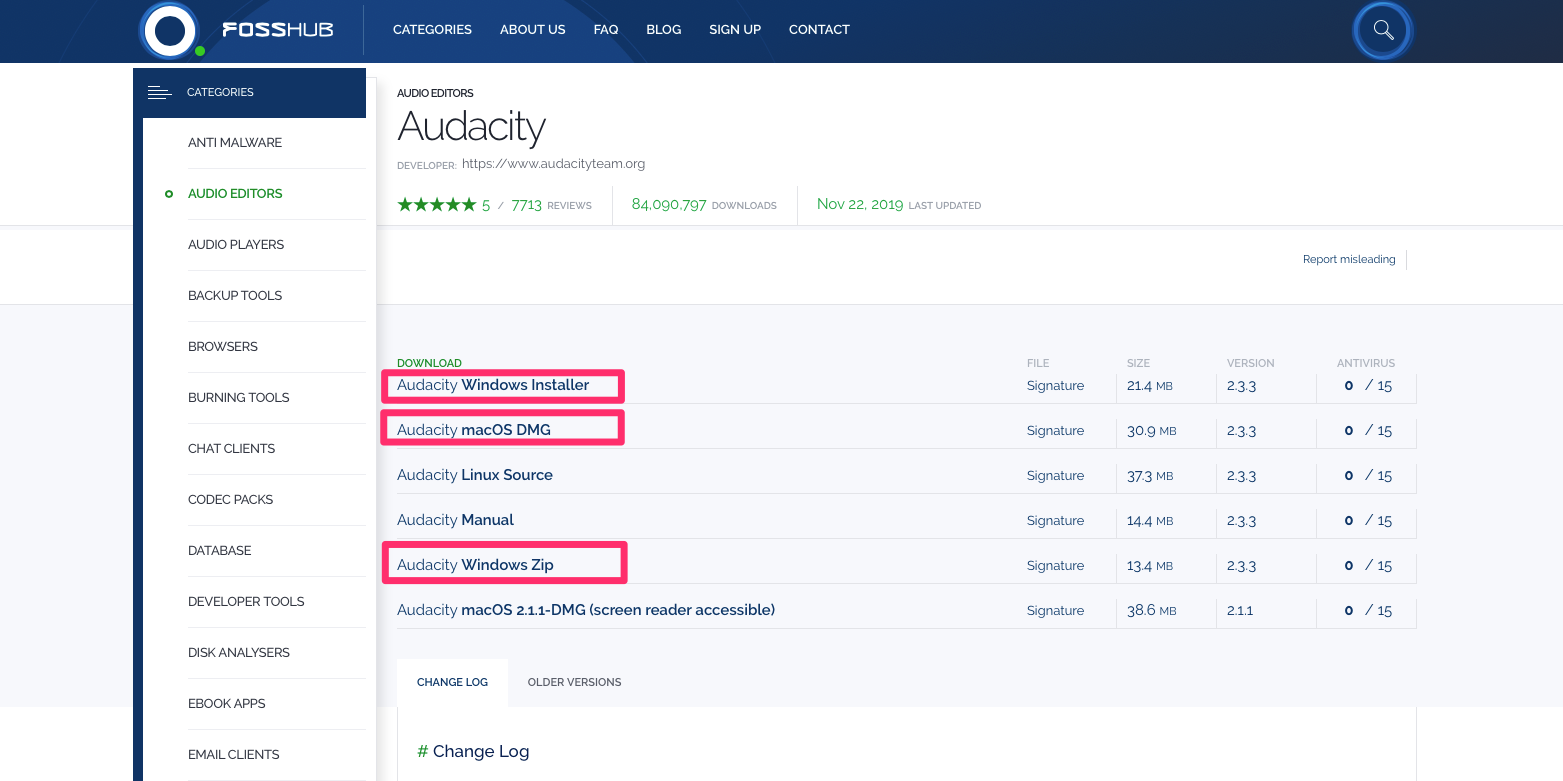 FOSSHUB
CATEGORIES ABOUT US FAQ BLOG SIGN UP CONTACT
CATEGORIES
ANTI MALWARE
AUDIO EDITORS
AUDIO PLAYERS
BACKUP TOOLS
BROWSERS
BURNING TOOLS
CHAT CLIENTS
CODEC PACKS
DATABASE
DEVELOPER TOOLS
DISK ANALYSERS
EBOOK APPS
EMAIL CLIENTS
AUDIO EDITORS
Audacity
DEVELOPER: https://www.audacityteam.org
5 / 7713 REVIEWS 84,090,797 DOWNLOADS Nov 22, 2019 LAST UPDATED
Report misleading
DOWNLOAD FILE SIZE VERSION ANTIVIRUS
Audacity Windows Installer Signature 21.4 MB 2.3.3 0 / 15
Audacity macOS DMG Signature 30.9 MB 2.3.3 0 / 15
Audacity Linux Source Signature 37.3 MB 2.3.3 0 / 15
Audacity Manual Signature 14.4 MB 2.3.3 0 / 15
Audacity Windows Zip Signature 13.4 MB 2.3.3 0 / 15
Audacity macOS 2.1.1-DMG (screen reader accessible) Signature 38.6 MB 2.1.1 0 / 15
CHANGE LOG OLDER VERSIONS
# Change Log